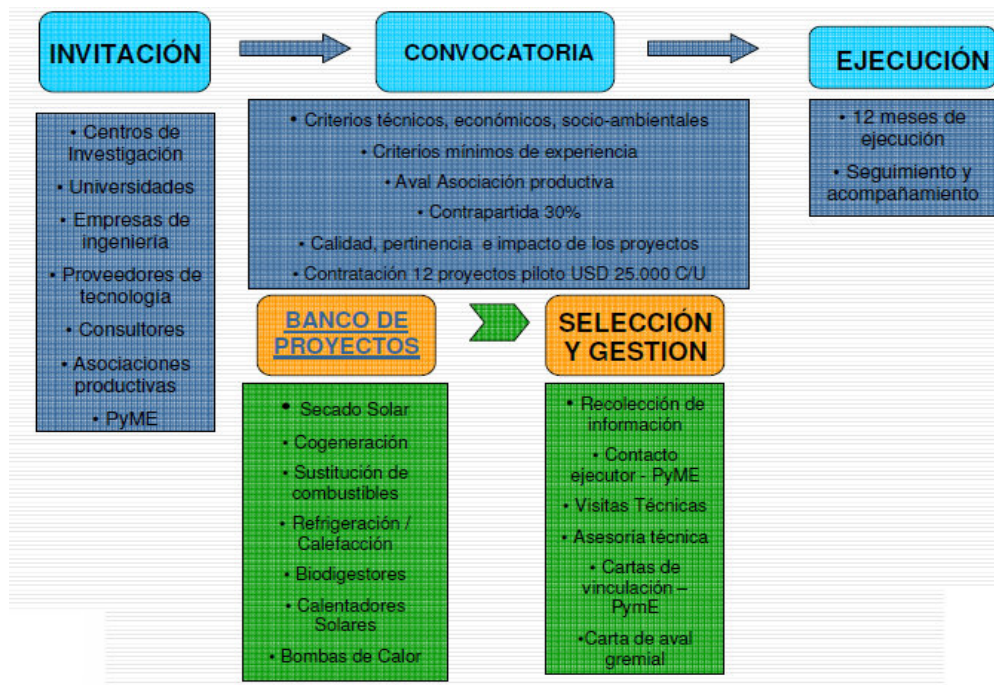 INVITACIÓN
CONVOCATORIA
EJECUCIÓN
• Centros de
Investigación
• Universidades
• Empresas de
ingeniería
• Proveedores de
tecnología
• Consultores
• Asociaciones
productivas
• PyME
• Criterios técnicos, económicos, socio-ambientales
• Criterios mínimos de experiencia
• Aval Asociación productiva
• Contrapartida 30%
• Calidad, pertinencia e impacto de los proyectos
• Contratación 12 proyectos piloto USD 25.000 C/U
• 12 meses de
ejecución
• Seguimiento y
acompañamiento
BANCO DE
PROYECTOS
SELECCIÓN
Y GESTION
• Secado Solar
• Cogeneración
• Sustitución de
combustibles
• Refrigeración /
Calefacción
• Biodigestores
• Calentadores
Solares
• Bombas de Calor
• Recolección de
información
• Contacto
ejecutor - PyME
• Visitas Técnicas
• Asesoría técnica
• Cartas de
vinculación –
PymE
•Carta de aval
gremial